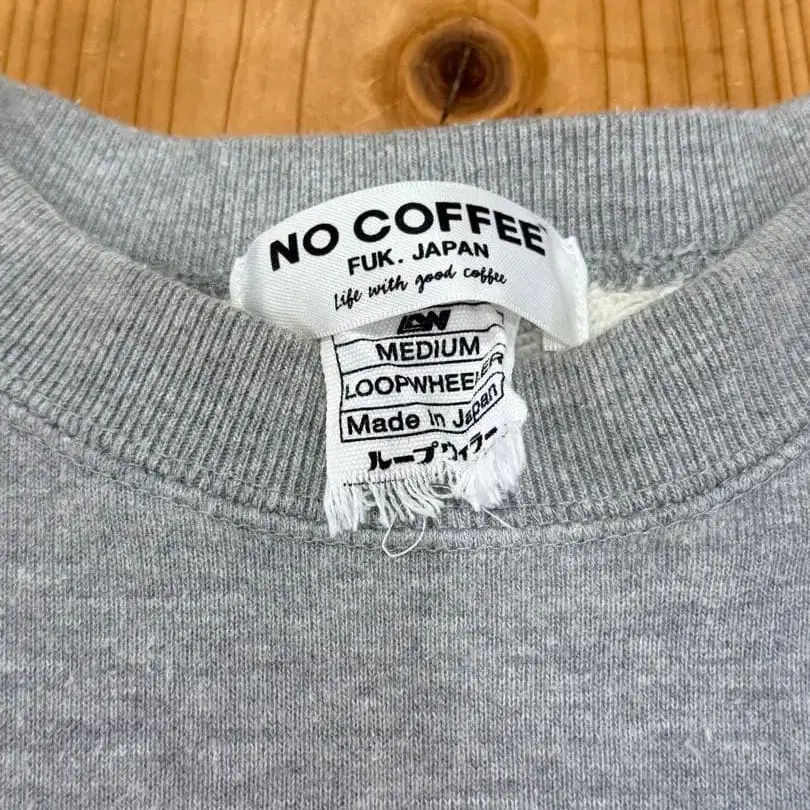 NO COFFEE
FUK. JAPAN
Life with good coffee
LW
MEDIUM
LOOPWHEELER
Made in Japan
ループウィラー